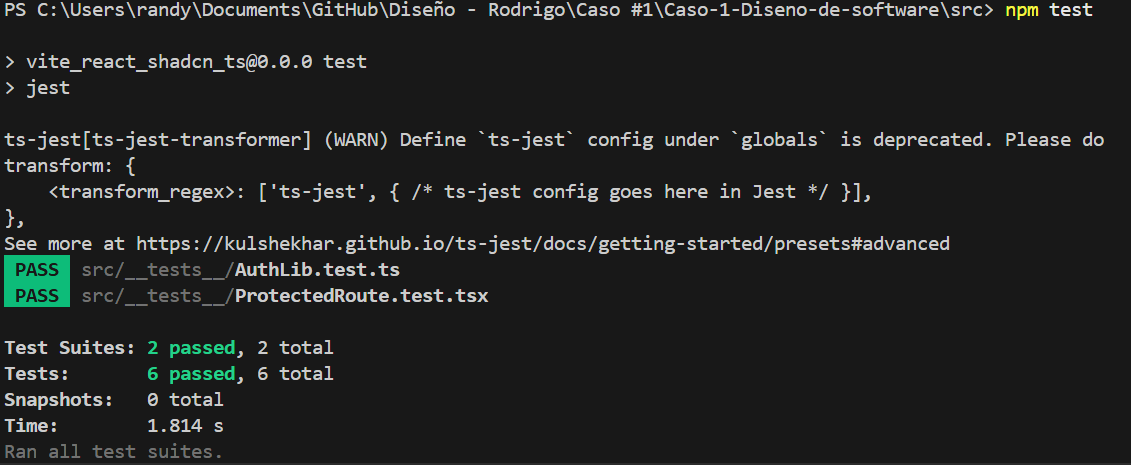 PS C:\Users\randy\Documents\GitHub\Diseño - Rodrigo\Caso #1\Caso-1-Diseno-de-software\src> npm test
> vite_react_shadcn_ts@0.0.0 test
> jest
ts-jest[ts-jest-transformer] (WARN) Define `ts-jest` config under `globals` is deprecated. Please do
transform: {
    <transform_regex>: ['ts-jest', { /* ts-jest config goes here in Jest */ }],
},
See more at https://kulshekhar.github.io/ts-jest/docs/getting-started/presets#advanced
PASS src/__tests__/AuthLib.test.ts
PASS src/__tests__/ProtectedRoute.test.tsx
Test Suites: 2 passed, 2 total
Tests:       6 passed, 6 total
Snapshots:   0 total
Time:        1.814 s
Ran all test suites.